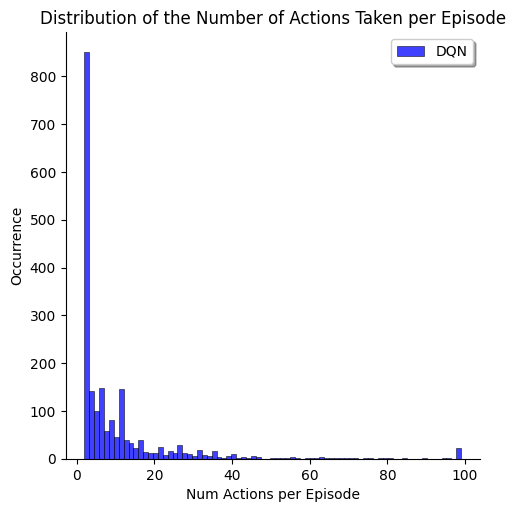 Distribution of the Number of Actions Taken per Episode
DQN
800
700
600
500
400
300
200
100
0
Occurrence
0 20 40 60 80 100
Num Actions per Episode